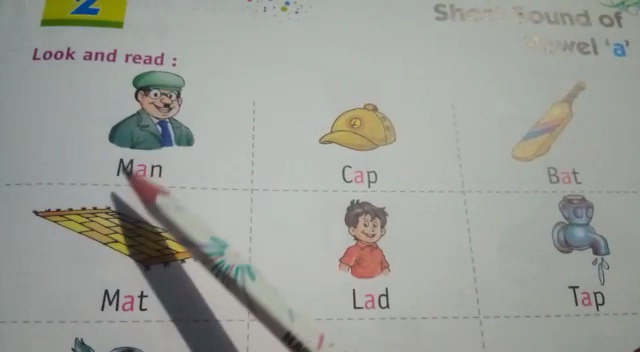 2
Short Sound of
Vowel 'a'
Look and read :
Man
Cap
Bat
Mat
Lad
Tap